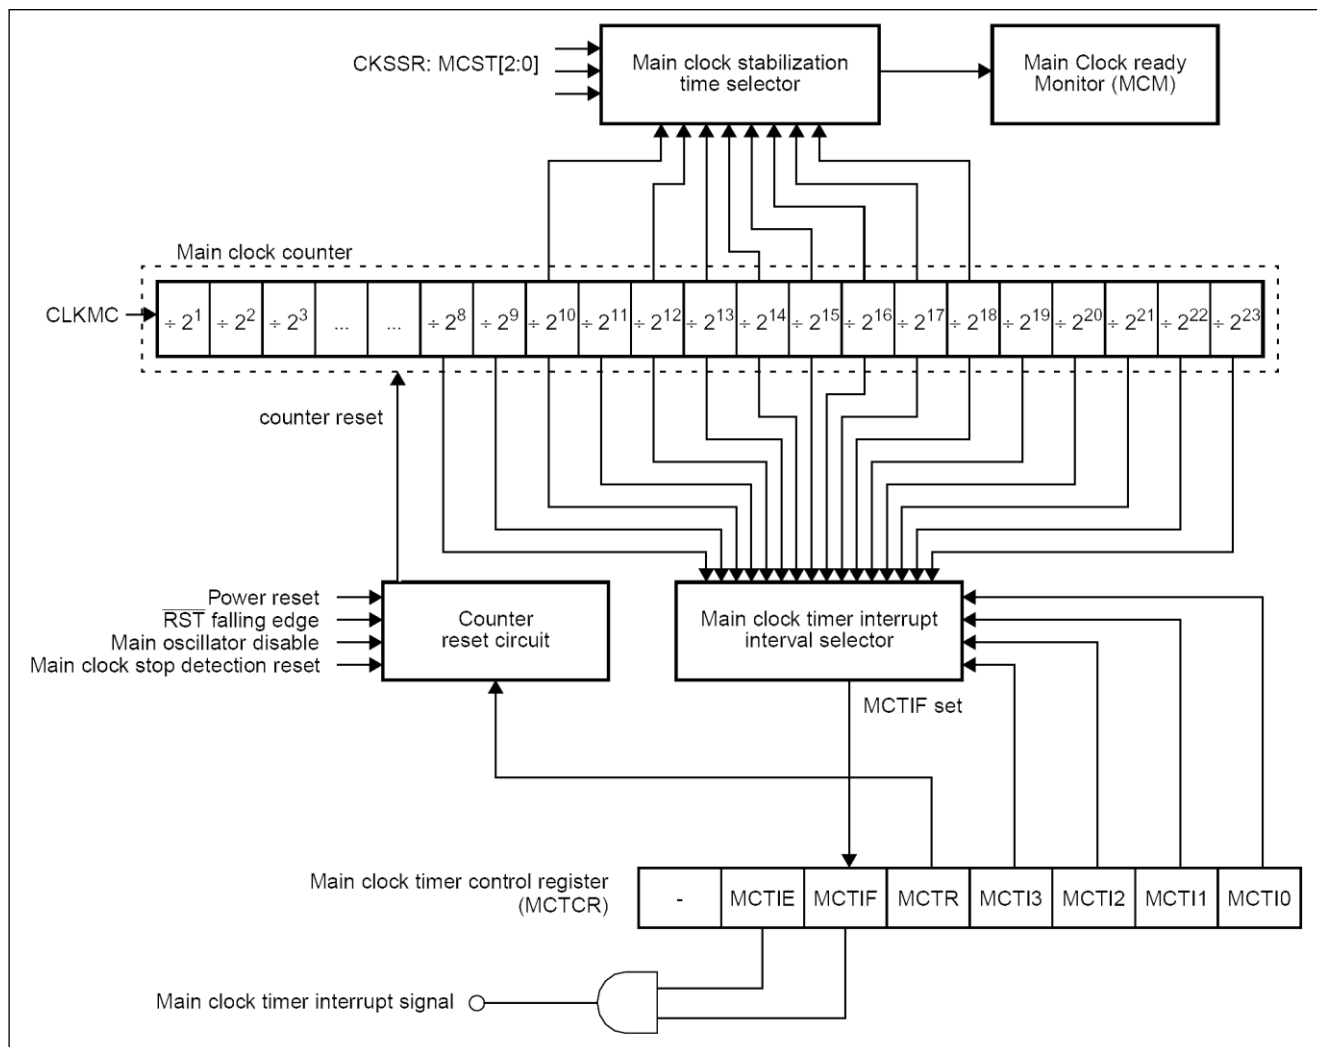 CKSSR: MCST[2:0]
Main clock stabilization
time selector
Main Clock ready
Monitor (MCM)
Main clock counter
CLKMC
÷ 2¹ ÷ 2² ÷ 2³ ... ... ÷ 2⁸ ÷ 2⁹ ÷ 2¹⁰ ÷ 2¹¹ ÷ 2¹² ÷ 2¹³ ÷ 2¹⁴ ÷ 2¹⁵ ÷ 2¹⁶ ÷ 2¹⁷ ÷ 2¹⁸ ÷ 2¹⁹ ÷ 2²⁰ ÷ 2²¹ ÷ 2²² ÷ 2²³
counter reset
Power reset
R̅S̅T̅ falling edge
Main oscillator disable
Main clock stop detection reset
Counter
reset circuit
Main clock timer interrupt
interval selector
MCTIF set
Main clock timer control register
(MCTCR)
- MCTIE MCTIF MCTR MCTI3 MCTI2 MCTI1 MCTI0
Main clock timer interrupt signal